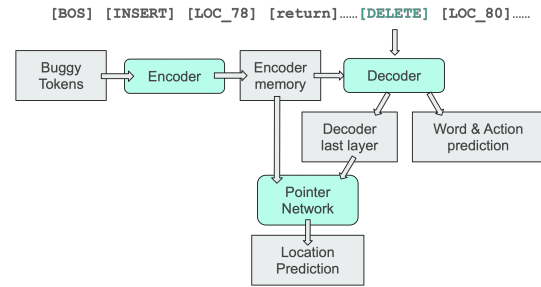 [BOS] [INSERT] [LOC_78] [return]......[DELETE] [LOC_80]......
Buggy
Tokens
Encoder
Encoder
memory
Decoder
Decoder
last layer
Word & Action
prediction
Pointer
Network
Location
Prediction